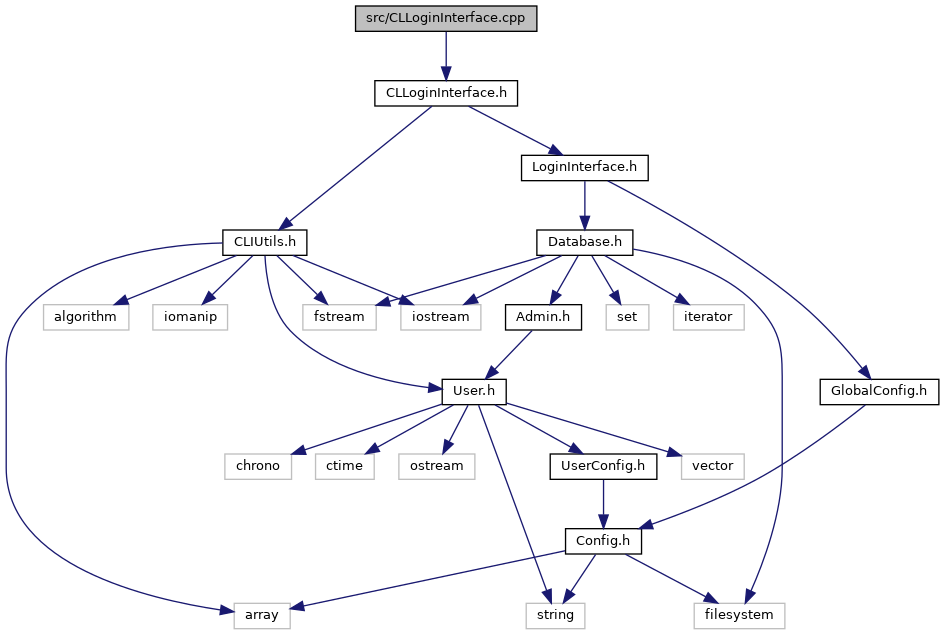 src/CLLoginInterface.cpp
CLLoginInterface.h
LoginInterface.h
CLIUtils.h
Database.h
algorithm
iomanip
fstream
iostream
Admin.h
set
iterator
User.h
GlobalConfig.h
chrono
ctime
ostream
UserConfig.h
vector
Config.h
array
string
filesystem